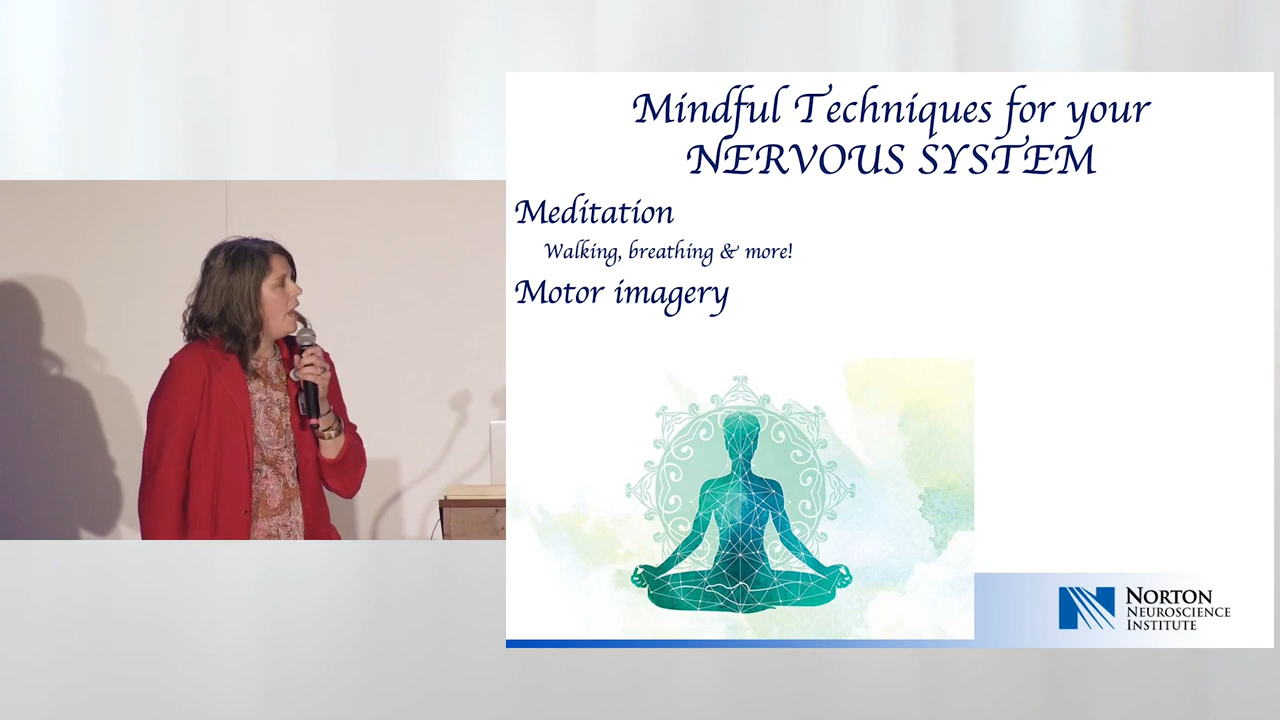 Mindful Techniques for your
NERVOUS SYSTEM
Meditation
Walking, breathing & more!
Motor imagery
NORTON
NEUROSCIENCE
INSTITUTE